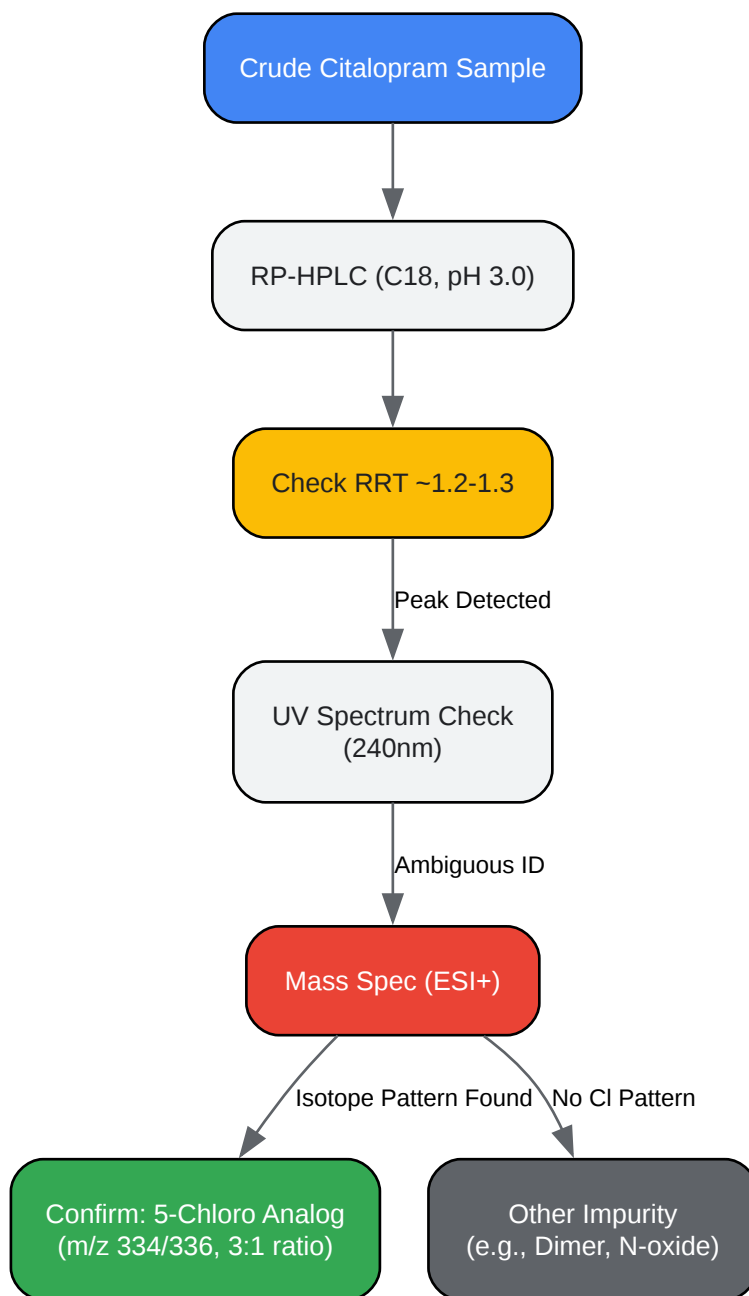 Crude Citalopram Sample
RP-HPLC (C18, pH 3.0)
Check RRT ~1.2-1.3
Peak Detected
UV Spectrum Check
(240nm)
Ambiguous ID
Mass Spec (ESI+)
Isotope Pattern Found
No Cl Pattern
Confirm: 5-Chloro Analog
(m/z 334/336, 3:1 ratio)
Other Impurity
(e.g., Dimer, N-oxide)